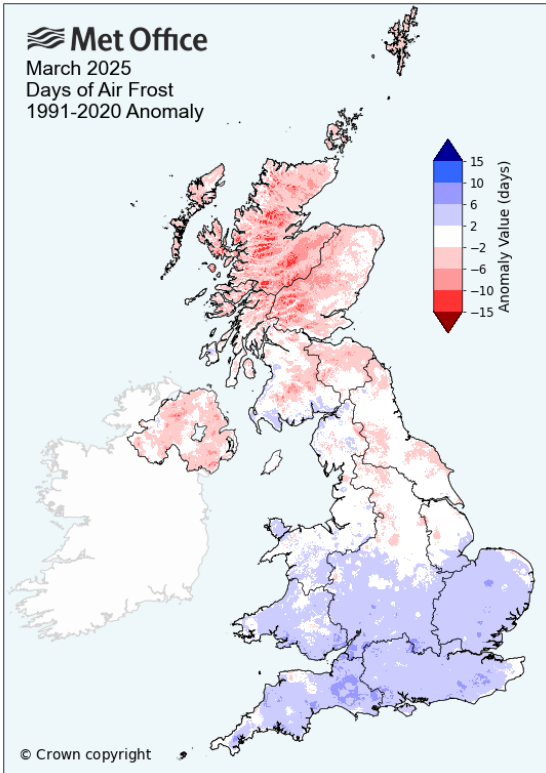 Met Office
March 2025
Days of Air Frost
1991-2020 Anomaly
15
10
6
2
−2
−6
−10
−15
Anomaly Value (days)
© Crown copyright